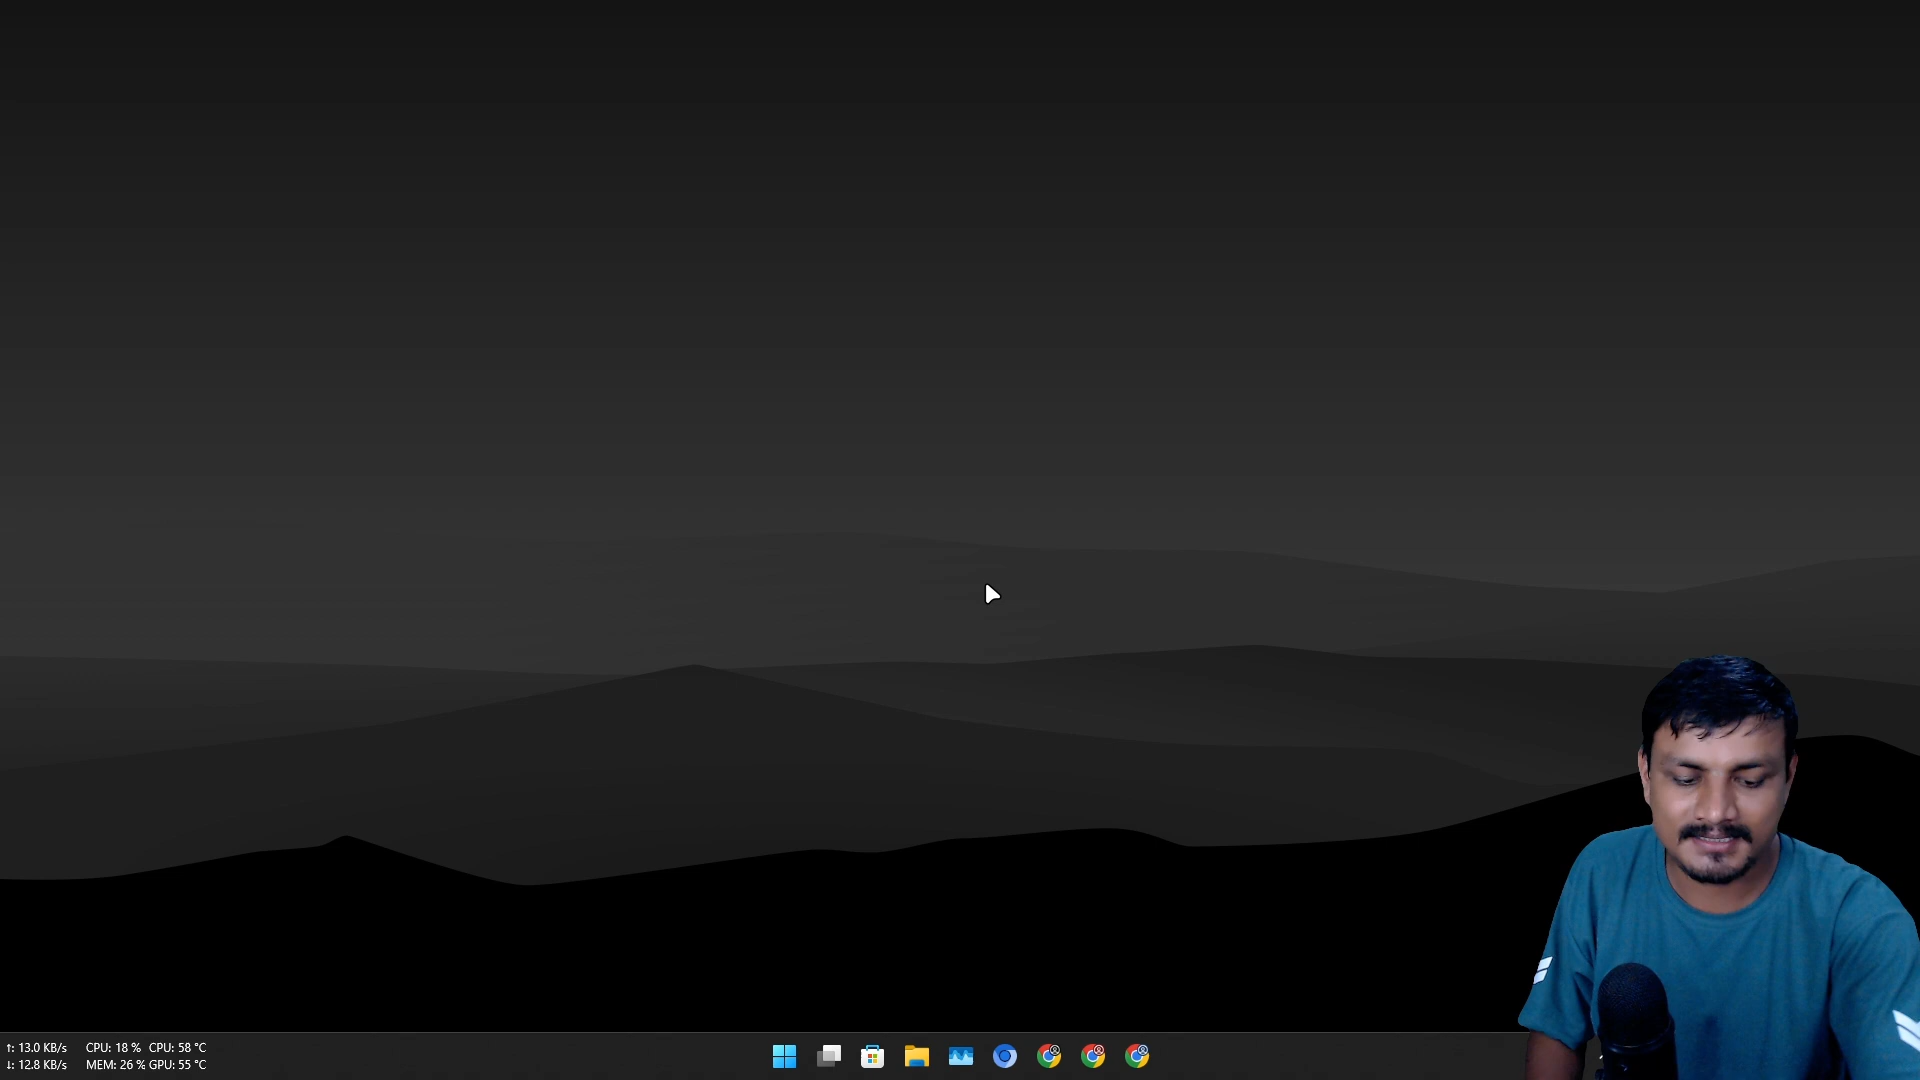 ↑: 13.0 KB/s CPU: 18 % CPU: 58 °C
↓: 12.8 KB/s MEM: 26 % GPU: 55 °C